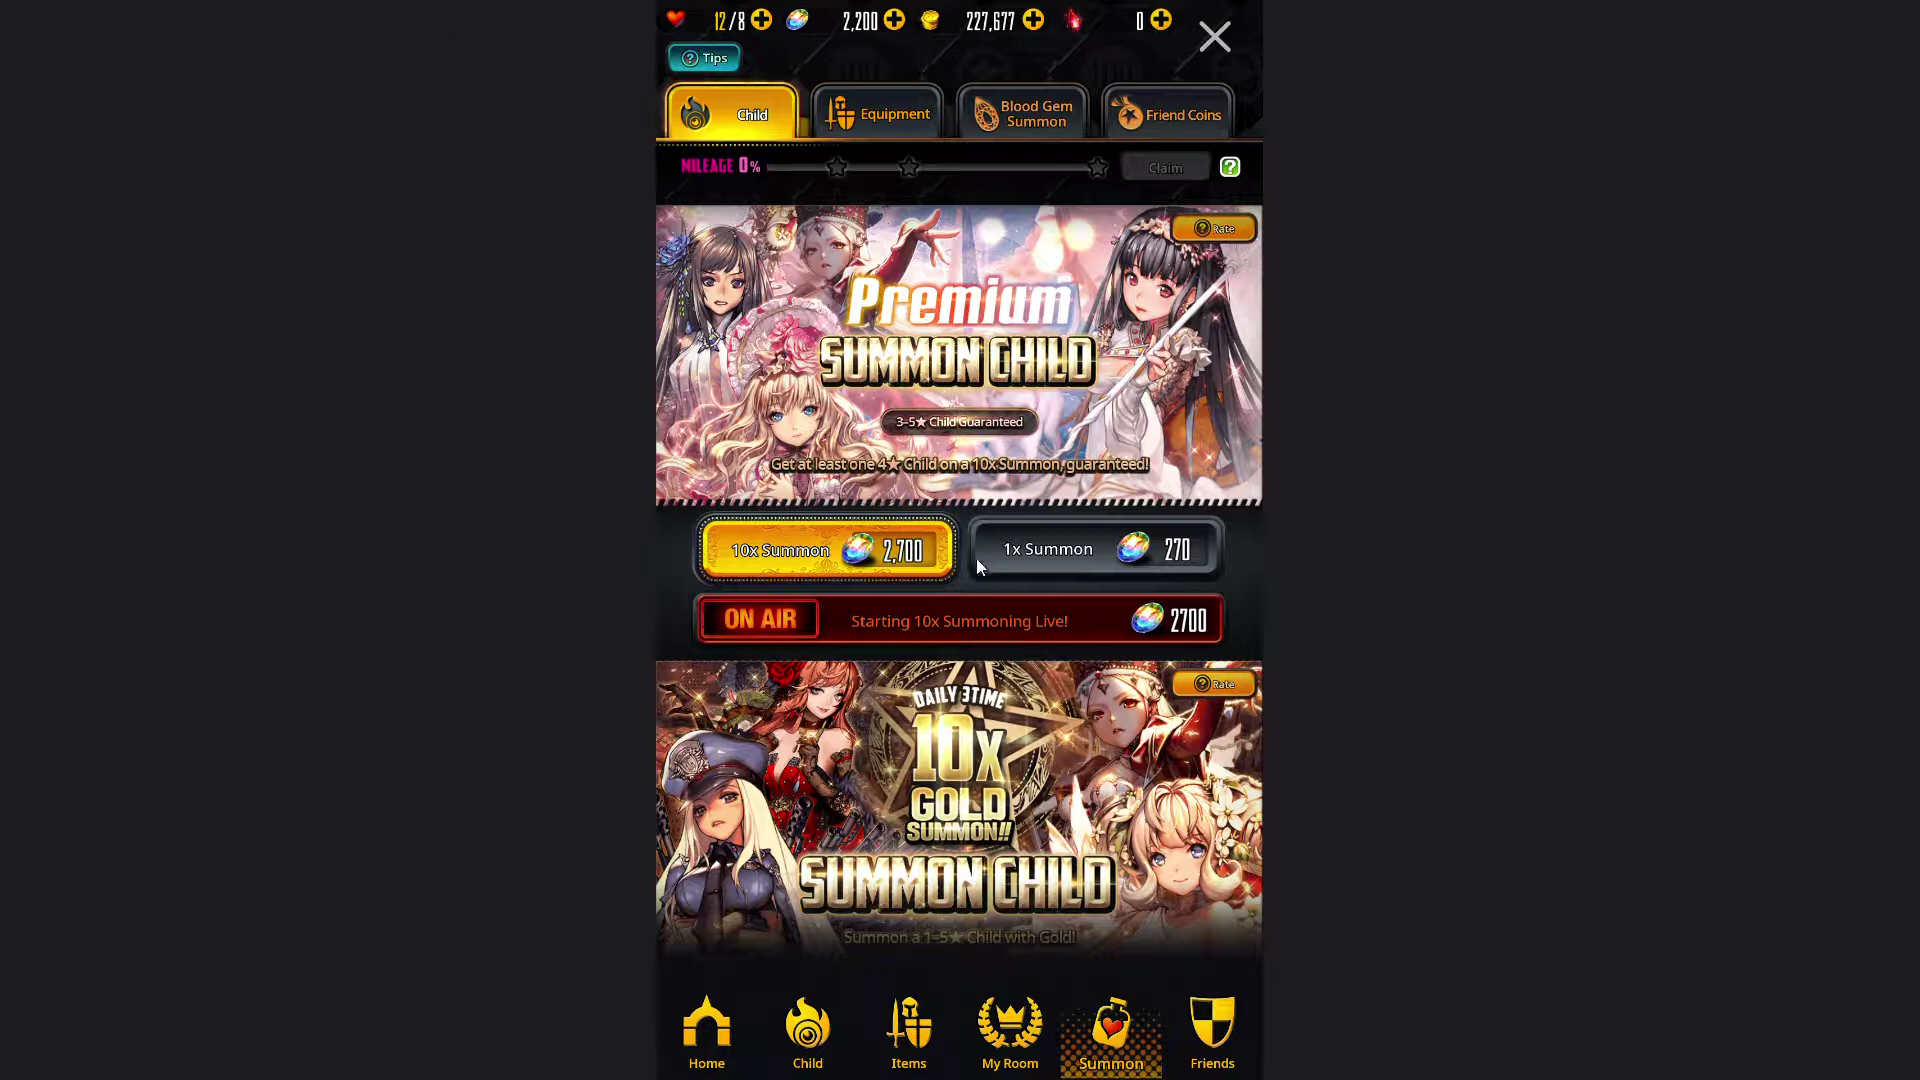 12/8 2,200 227,677 0
Tips
Child Equipment Blood Gem Summon Friend Coins
MILEAGE 0% Claim
Rate
Premium
SUMMON CHILD
3-5★ Child Guaranteed
Get at least one 4★ Child on a 10x Summon, guaranteed!
10x Summon 2,700 1x Summon 270
ON AIR Starting 10x Summoning Live! 2700
Rate
DAILY 3TIME
10x
GOLD
SUMMON!!
SUMMON CHILD
Summon a 1-5★ Child with Gold!
Home Child Items My Room Summon Friends